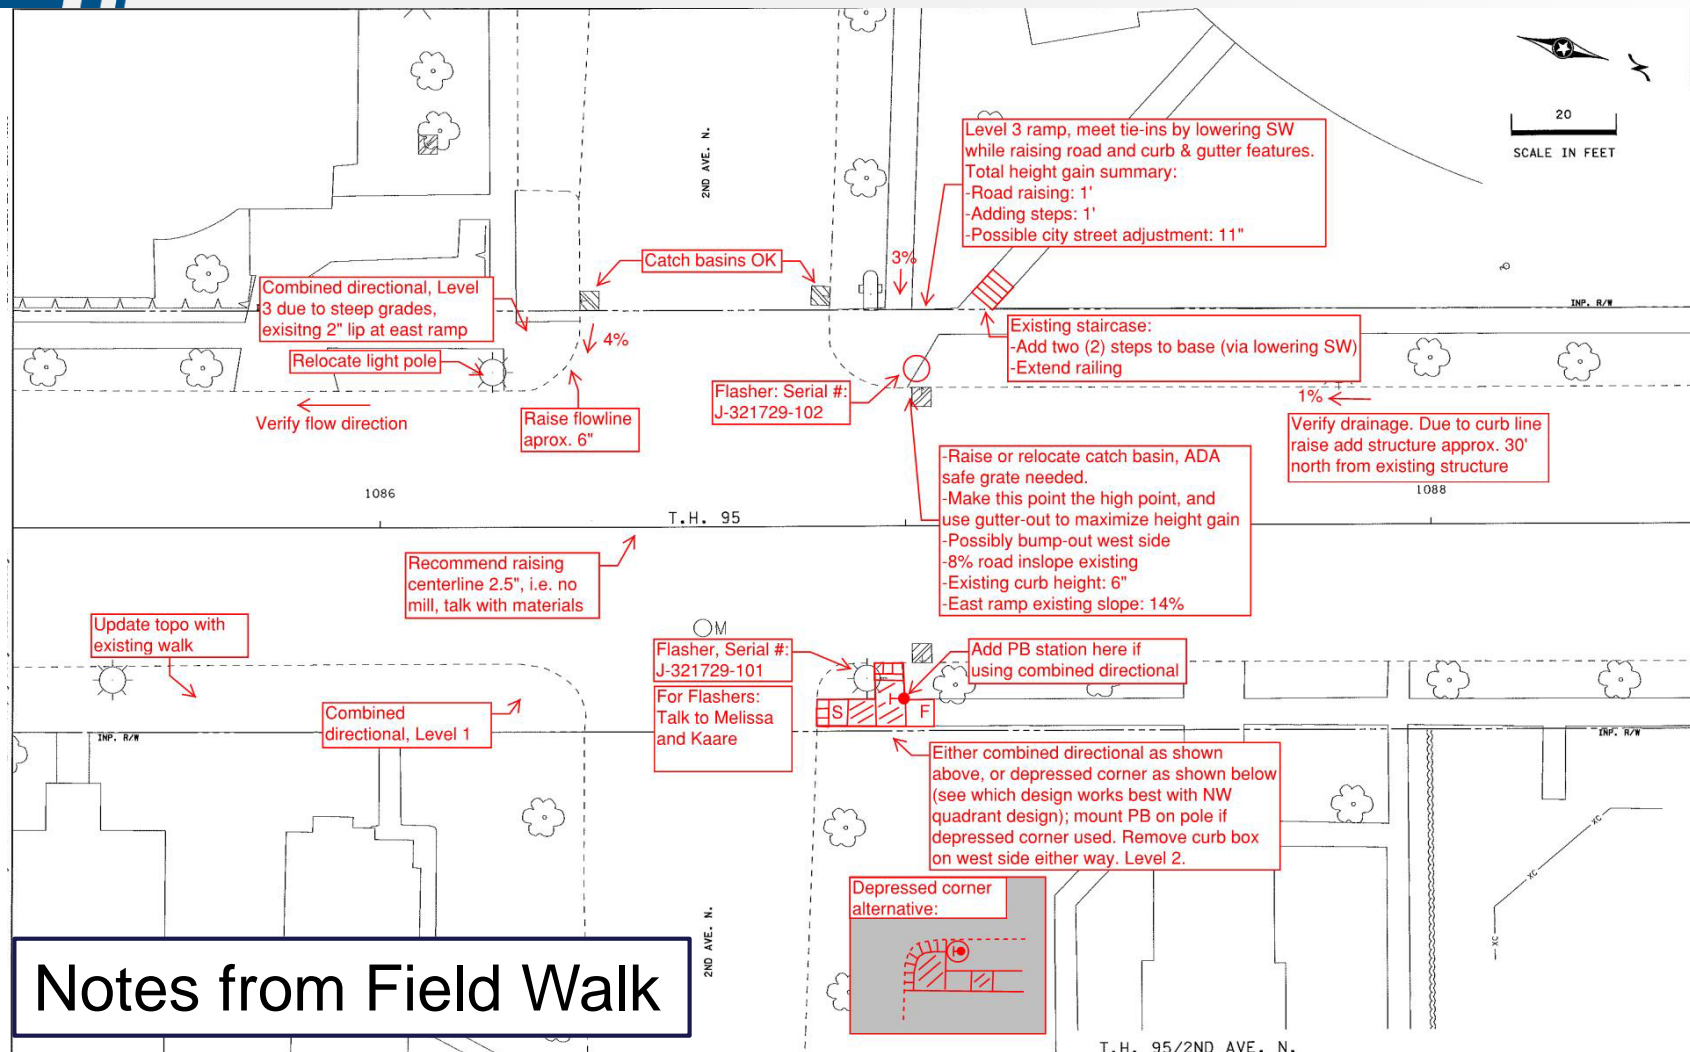 20
SCALE IN FEET
2ND AVE. N.
Level 3 ramp, meet tie-ins by lowering SW
while raising road and curb & gutter features.
Total height gain summary:
-Road raising: 1'
-Adding steps: 1'
-Possible city street adjustment: 11"
Catch basins OK
3%
Combined directional, Level
3 due to steep grades,
exisitng 2" lip at east ramp
INP. R/W
Existing staircase:
-Add two (2) steps to base (via lowering SW)
-Extend railing
4%
Relocate light pole
Flasher: Serial #:
J-321729-102
1%
Verify flow direction
Raise flowline
aprox. 6"
Verify drainage. Due to curb line
raise add structure approx. 30'
north from existing structure
-Raise or relocate catch basin, ADA
safe grate needed.
-Make this point the high point, and
use gutter-out to maximize height gain
-Possibly bump-out west side
-8% road inslope existing
-Existing curb height: 6"
-East ramp existing slope: 14%
1086
1088
T.H. 95
Recommend raising
centerline 2.5", i.e. no
mill, talk with materials
Update topo with
existing walk
M
Flasher, Serial #:
J-321729-101
For Flashers:
Talk to Melissa
and Kaare
Add PB station here if
using combined directional
S
F
Combined
directional, Level 1
INP. R/W
INP. R/W
Either combined directional as shown
above, or depressed corner as shown below
(see which design works best with NW
quadrant design); mount PB on pole if
depressed corner used. Remove curb box
on west side either way. Level 2.
XC
XC
XC
Depressed corner
alternative:
2ND AVE. N.
Notes from Field Walk
T.H. 95/2ND AVE. N.